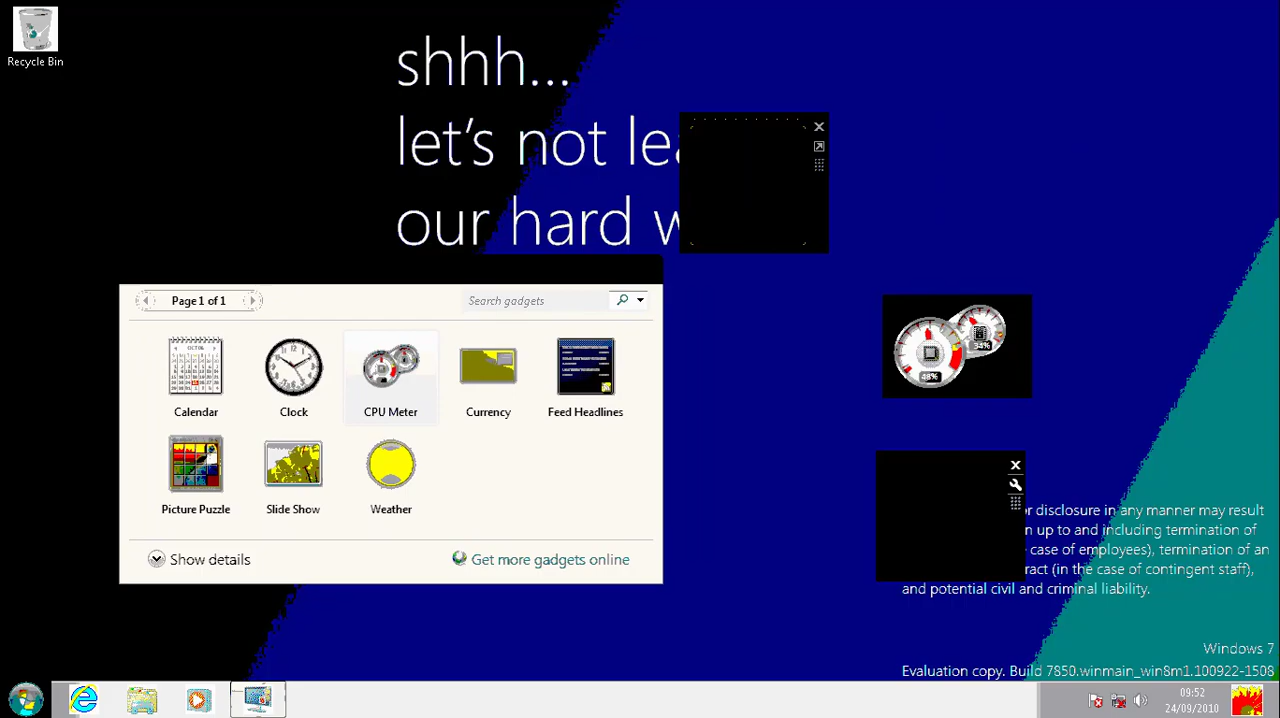 Recycle Bin
shhh...
let's not lea
our hard w
Page 1 of 1
Search gadgets
OCT06
Calendar
Clock
CPU Meter
Currency
Feed Headlines
Picture Puzzle
Slide Show
Weather
Show details
Get more gadgets online
34%
48%
or disclosure in any manner may result
n up to and including termination of
case of employees), termination of an
ract (in the case of contingent staff),
and potential civil and criminal liability.
Windows 7
Evaluation copy. Build 7850.winmain_win8m1.100922-1508
09:52
24/09/2010